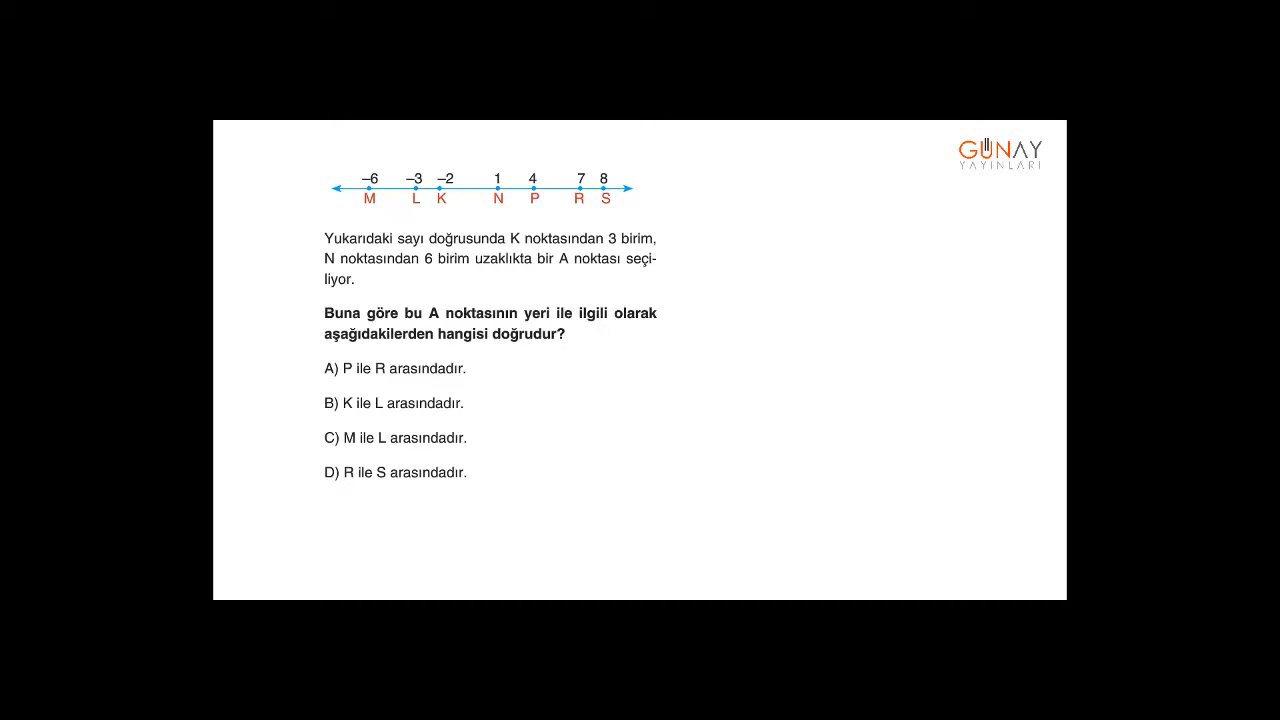 GÜNAY
YAYINLARI
–6 –3 –2 1 4 7 8
M L K N P R S
Yukarıdaki sayı doğrusunda K noktasından 3 birim,
N noktasından 6 birim uzaklıkta bir A noktası seçi-
liyor.
Buna göre bu A noktasının yeri ile ilgili olarak
aşağıdakilerden hangisi doğrudur?
A) P ile R arasındadır.
B) K ile L arasındadır.
C) M ile L arasındadır.
D) R ile S arasındadır.